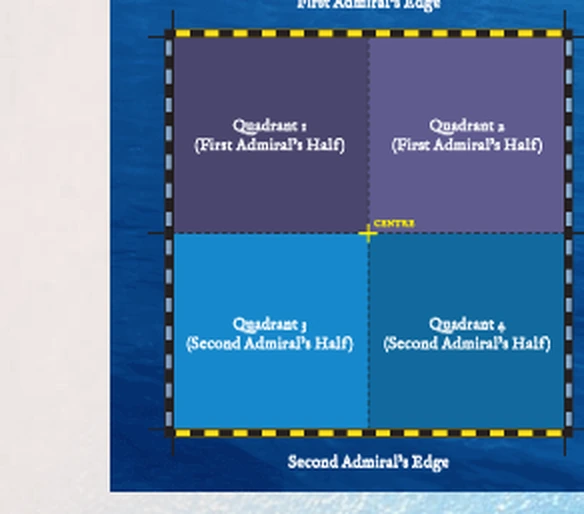 First Admiral's Edge
Quadrant 1
(First Admiral's Half)
Quadrant 2
(First Admiral's Half)
CENTRE
Quadrant 3
(Second Admiral's Half)
Quadrant 4
(Second Admiral's Half)
Second Admiral's Edge